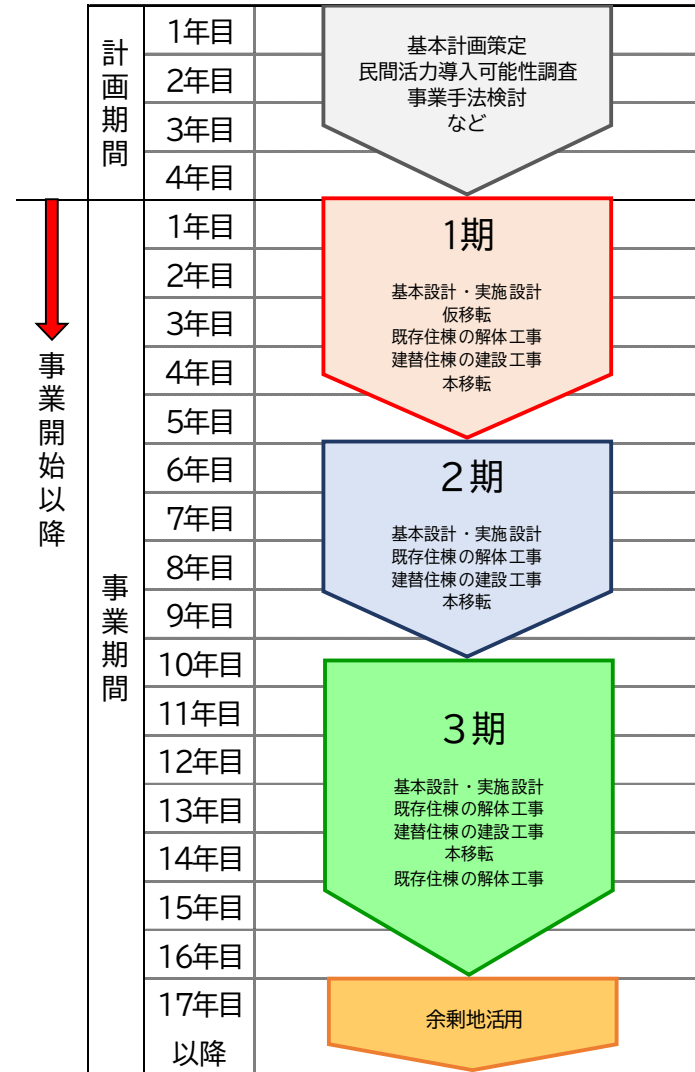 計画期間
1年目
2年目
3年目
4年目
基本計画策定
民間活力導入可能性調査
事業手法検討
など
事業開始以降
事業期間
1年目
2年目
3年目
4年目
5年目
6年目
7年目
8年目
9年目
10年目
11年目
12年目
13年目
14年目
15年目
16年目
17年目
以降
1期
基本設計・実施設計
仮移転
既存住棟の解体工事
建替住棟の建設工事
本移転
2期
基本設計・実施設計
既存住棟の解体工事
建替住棟の建設工事
本移転
3期
基本設計・実施設計
既存住棟の解体工事
建替住棟の建設工事
本移転
既存住棟の解体工事
余剰地活用